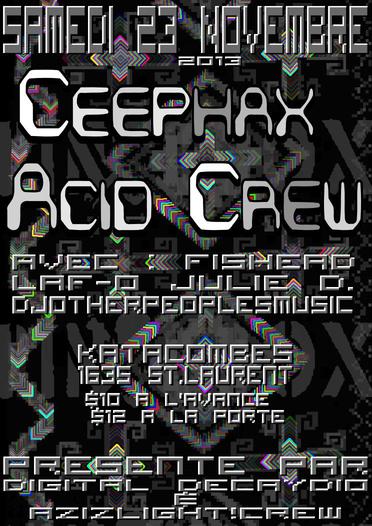 SAMEDI 23 NOVEMBRE
2013
CEEPHAX
ACID CREW
AVEC : FISHEAD
LAF-O JULIE D.
DJOTHERPEOPLESMUSIC
KATACOMBES
1635 ST.LAURENT
$10 A L'AVANCE
$12 A LA PORTE
PRESENTE PAR
DIGITAL DECAYDIO
&
AZIZLIGHT!CREW